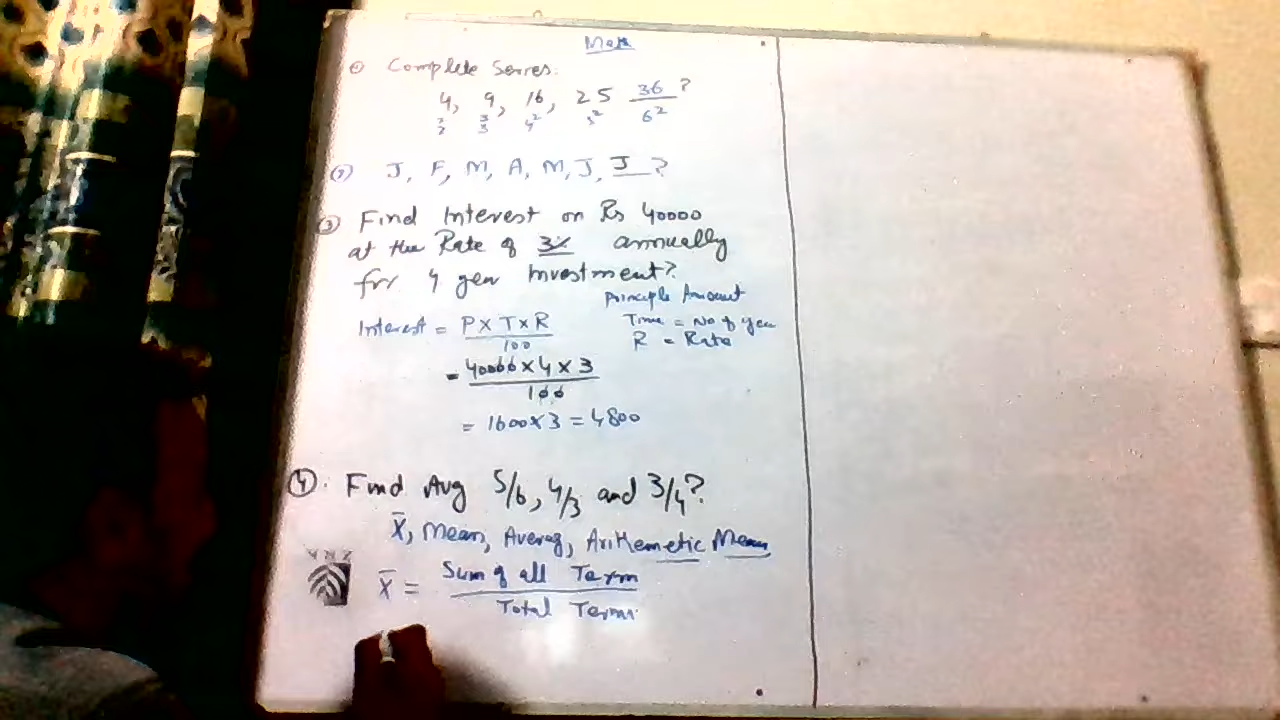 Math
① Complete Series:
4, 9, 16, 25 36 ?
2² 3² 4² 5² 6²
② J, F, M, A, M, J, J ?
③ Find Interest on Rs 40000
at the Rate of 3% annually
for 4 year Investment?
Principle Amount
Interest = P x T x R / 100
Time = No of year
R = Rate
= 40000 x 4 x 3 / 100
= 1600 x 3 = 4800
④. Find Avg 5/6, 4/3 and 3/4?
X̄, Mean, Average, Arithemetic Mean
X̄ = Sum of all Term / Total Terms